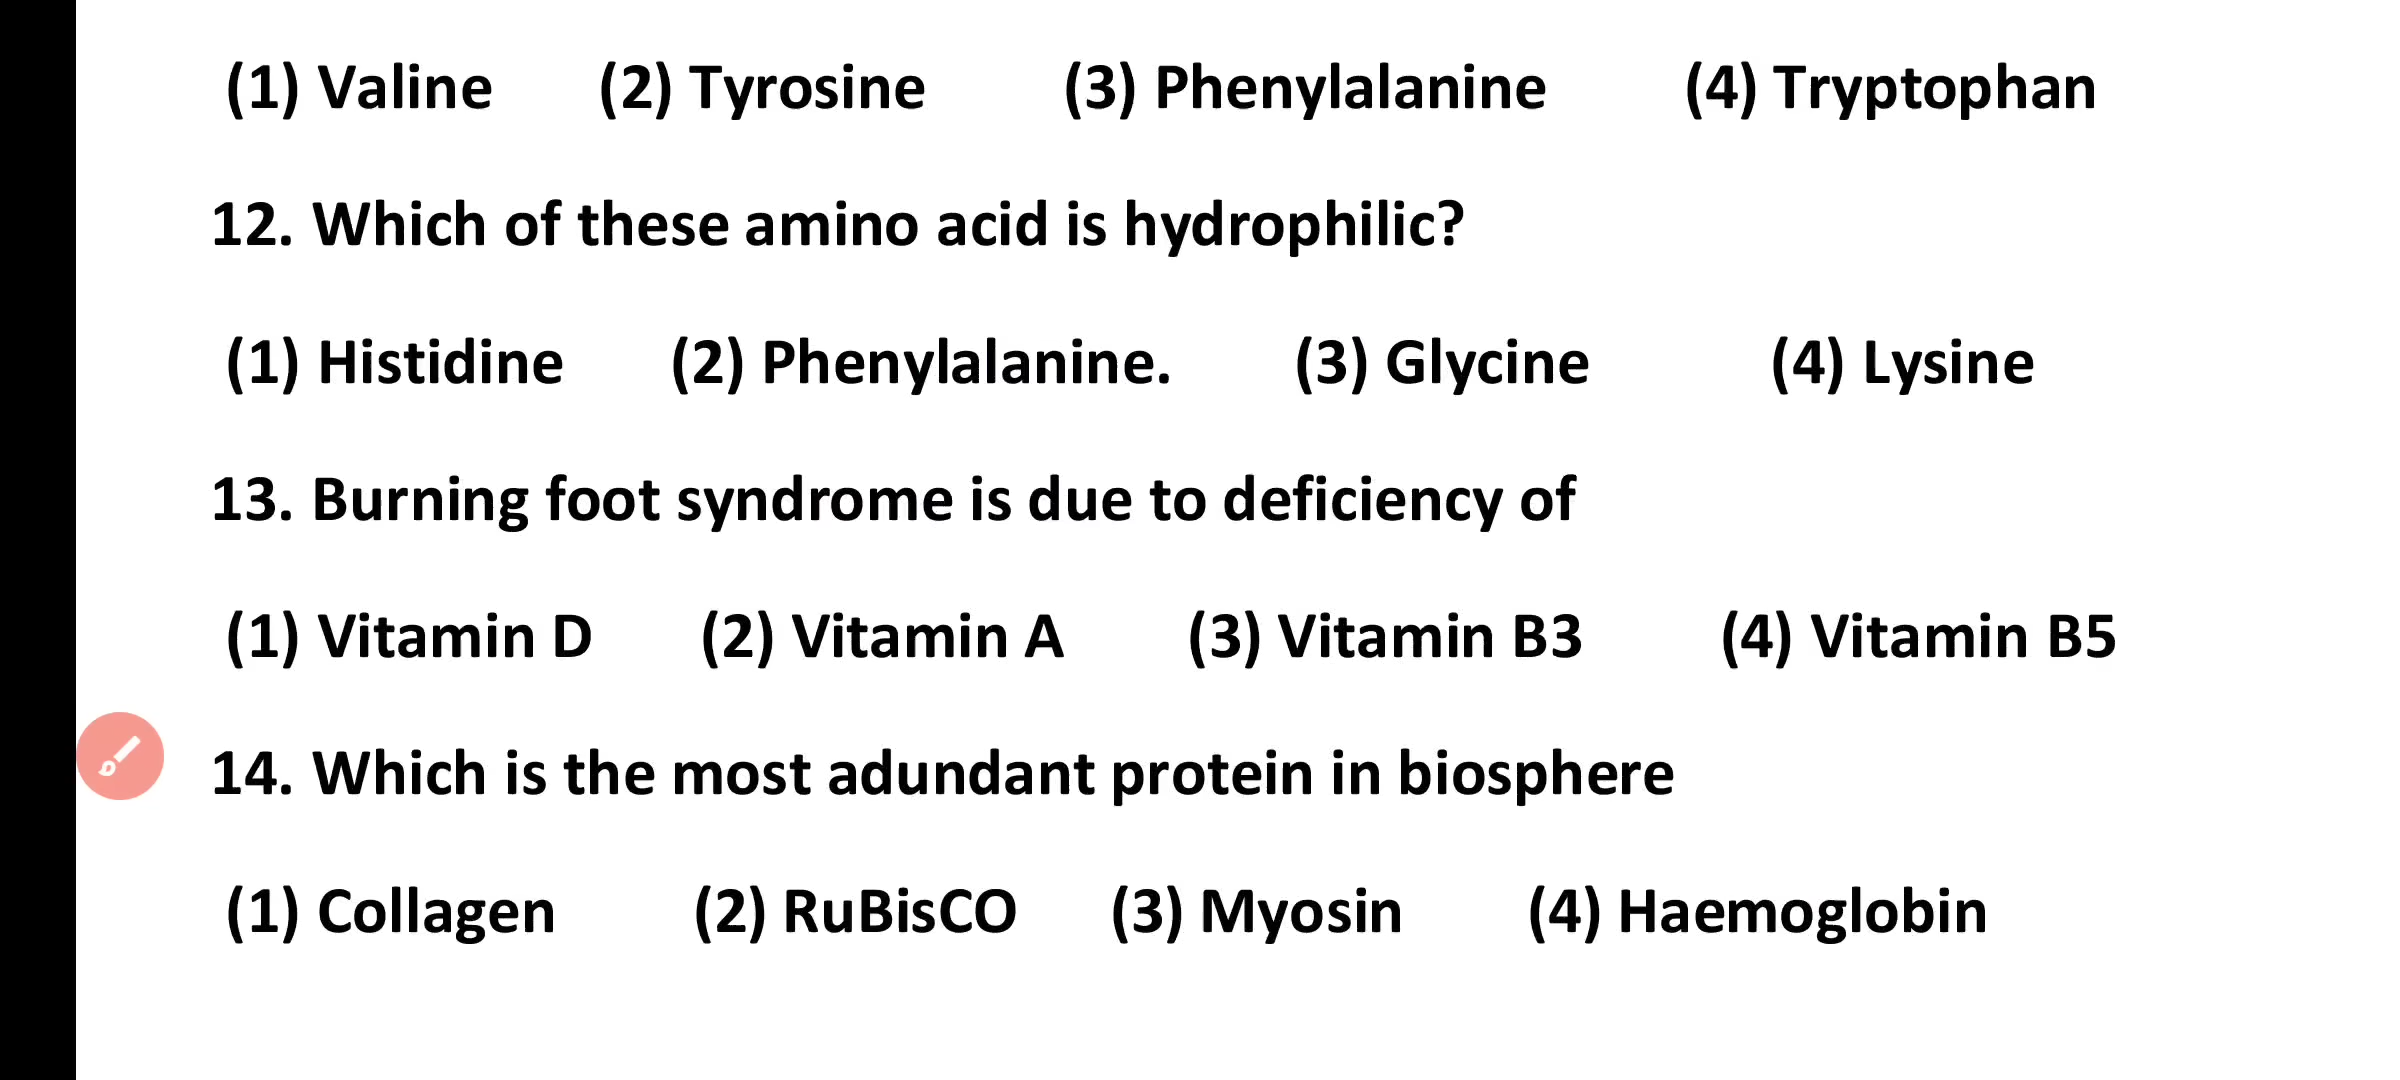 (1) Valine (2) Tyrosine (3) Phenylalanine (4) Tryptophan
12. Which of these amino acid is hydrophilic?
(1) Histidine (2) Phenylalanine. (3) Glycine (4) Lysine
13. Burning foot syndrome is due to deficiency of
(1) Vitamin D (2) Vitamin A (3) Vitamin B3 (4) Vitamin B5
14. Which is the most adundant protein in biosphere
(1) Collagen (2) RuBisCO (3) Myosin (4) Haemoglobin